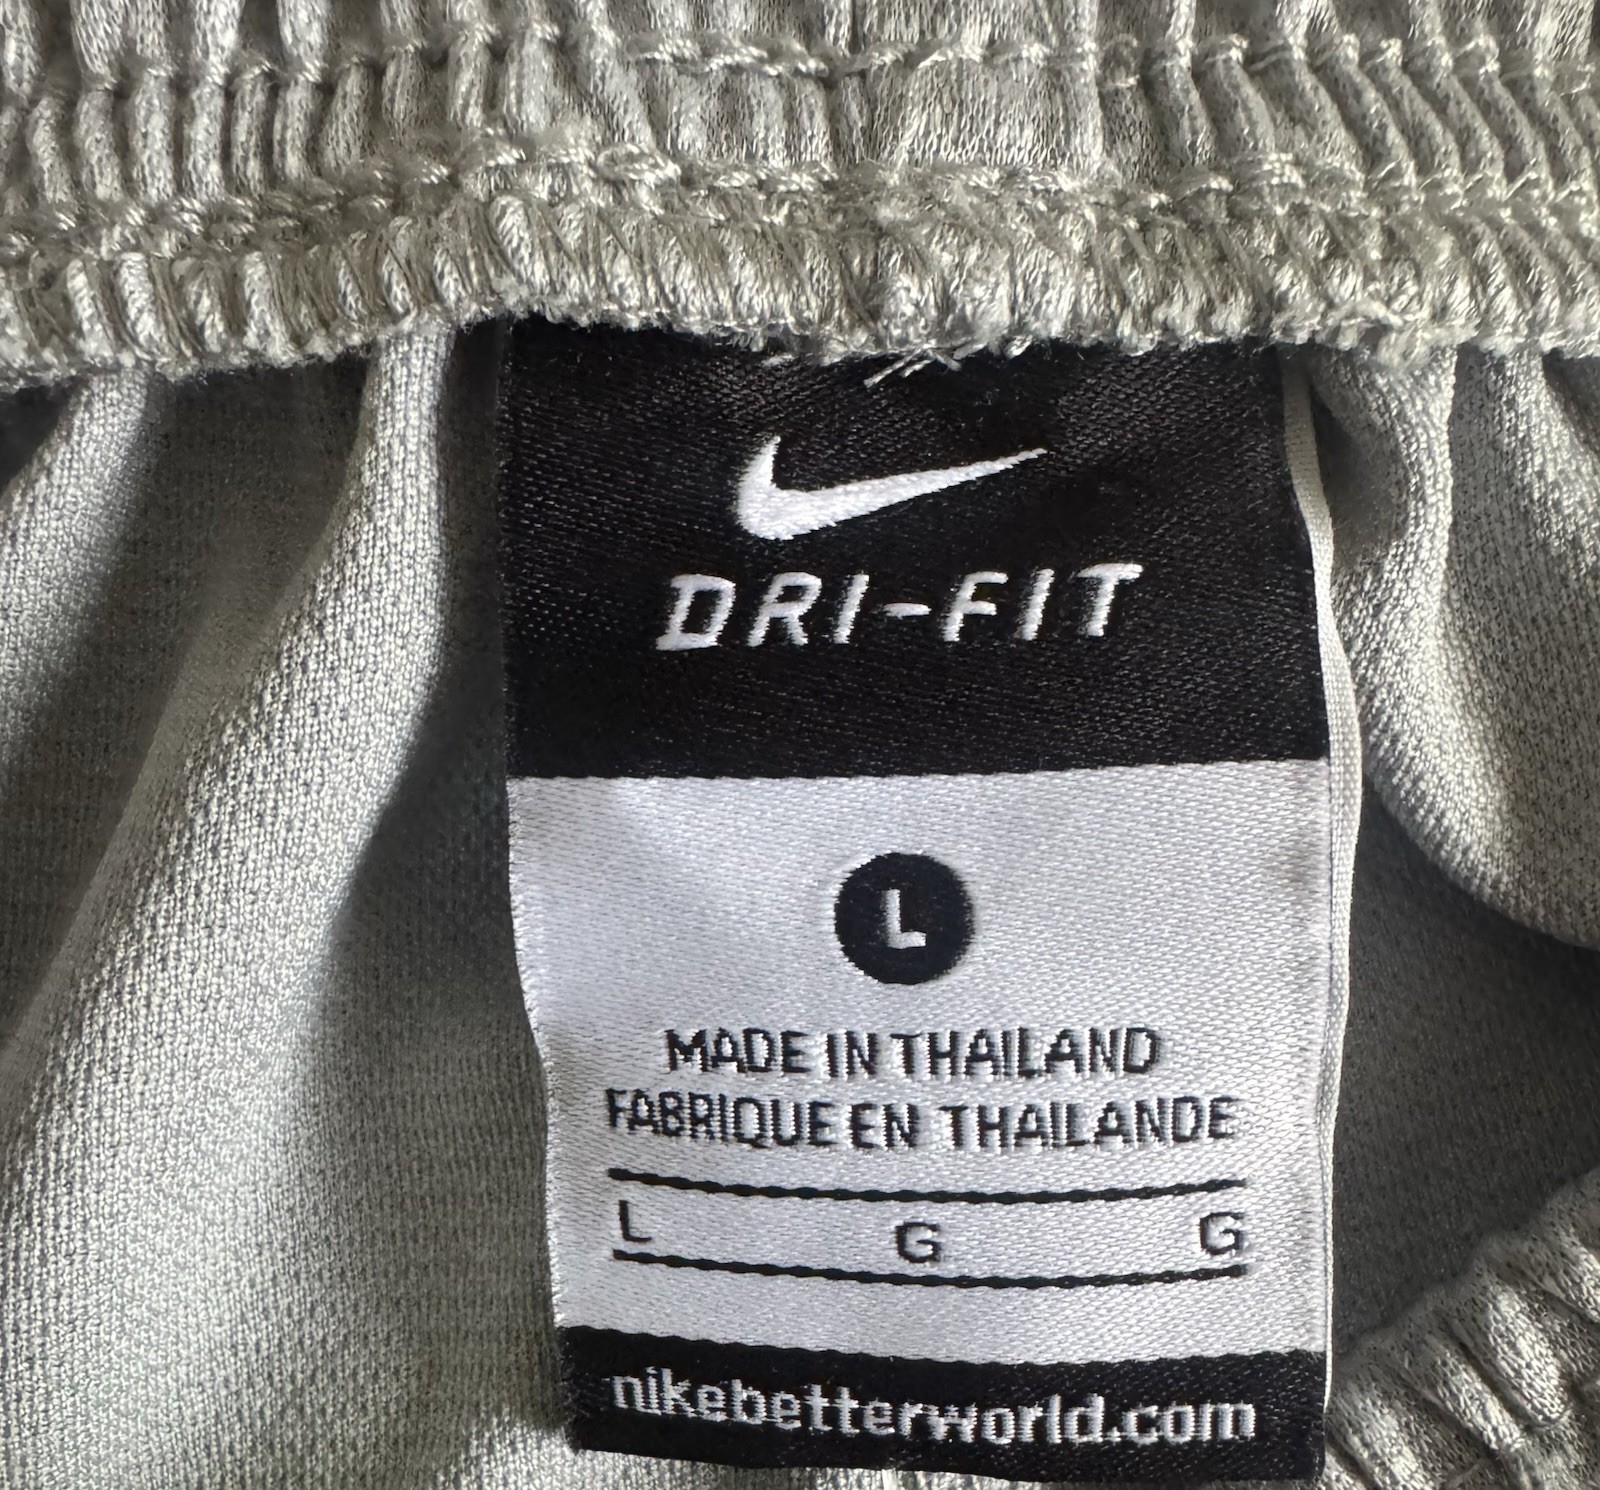 DRI-FIT
L
MADE IN THAILAND
FABRIQUE EN THAILANDE
L G G
nikebetterworld.com